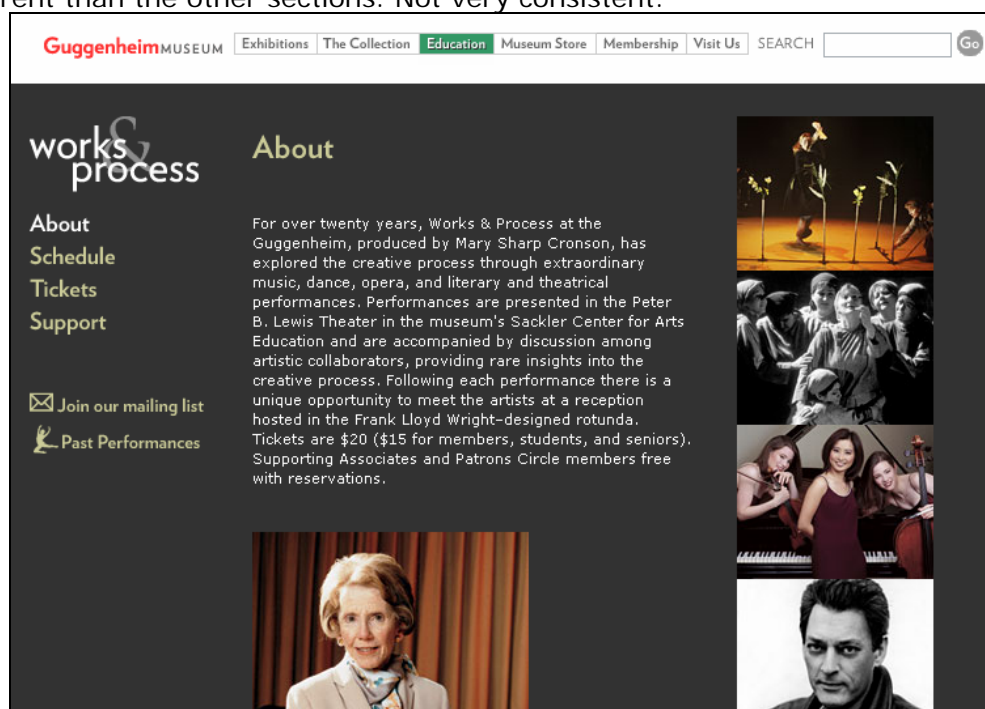 rent than the other sections. Not very consistent.
GuggenheimMUSEUM Exhibitions The Collection Education Museum Store Membership Visit Us SEARCH Go
works & process
About
Schedule
Tickets
Support
Join our mailing list
Past Performances
About
For over twenty years, Works & Process at the
Guggenheim, produced by Mary Sharp Cronson, has
explored the creative process through extraordinary
music, dance, opera, and literary and theatrical
performances. Performances are presented in the Peter
B. Lewis Theater in the museum's Sackler Center for Arts
Education and are accompanied by discussion among
artistic collaborators, providing rare insights into the
creative process. Following each performance there is a
unique opportunity to meet the artists at a reception
hosted in the Frank Lloyd Wright–designed rotunda.
Tickets are $20 ($15 for members, students, and seniors).
Supporting Associates and Patrons Circle members free
with reservations.